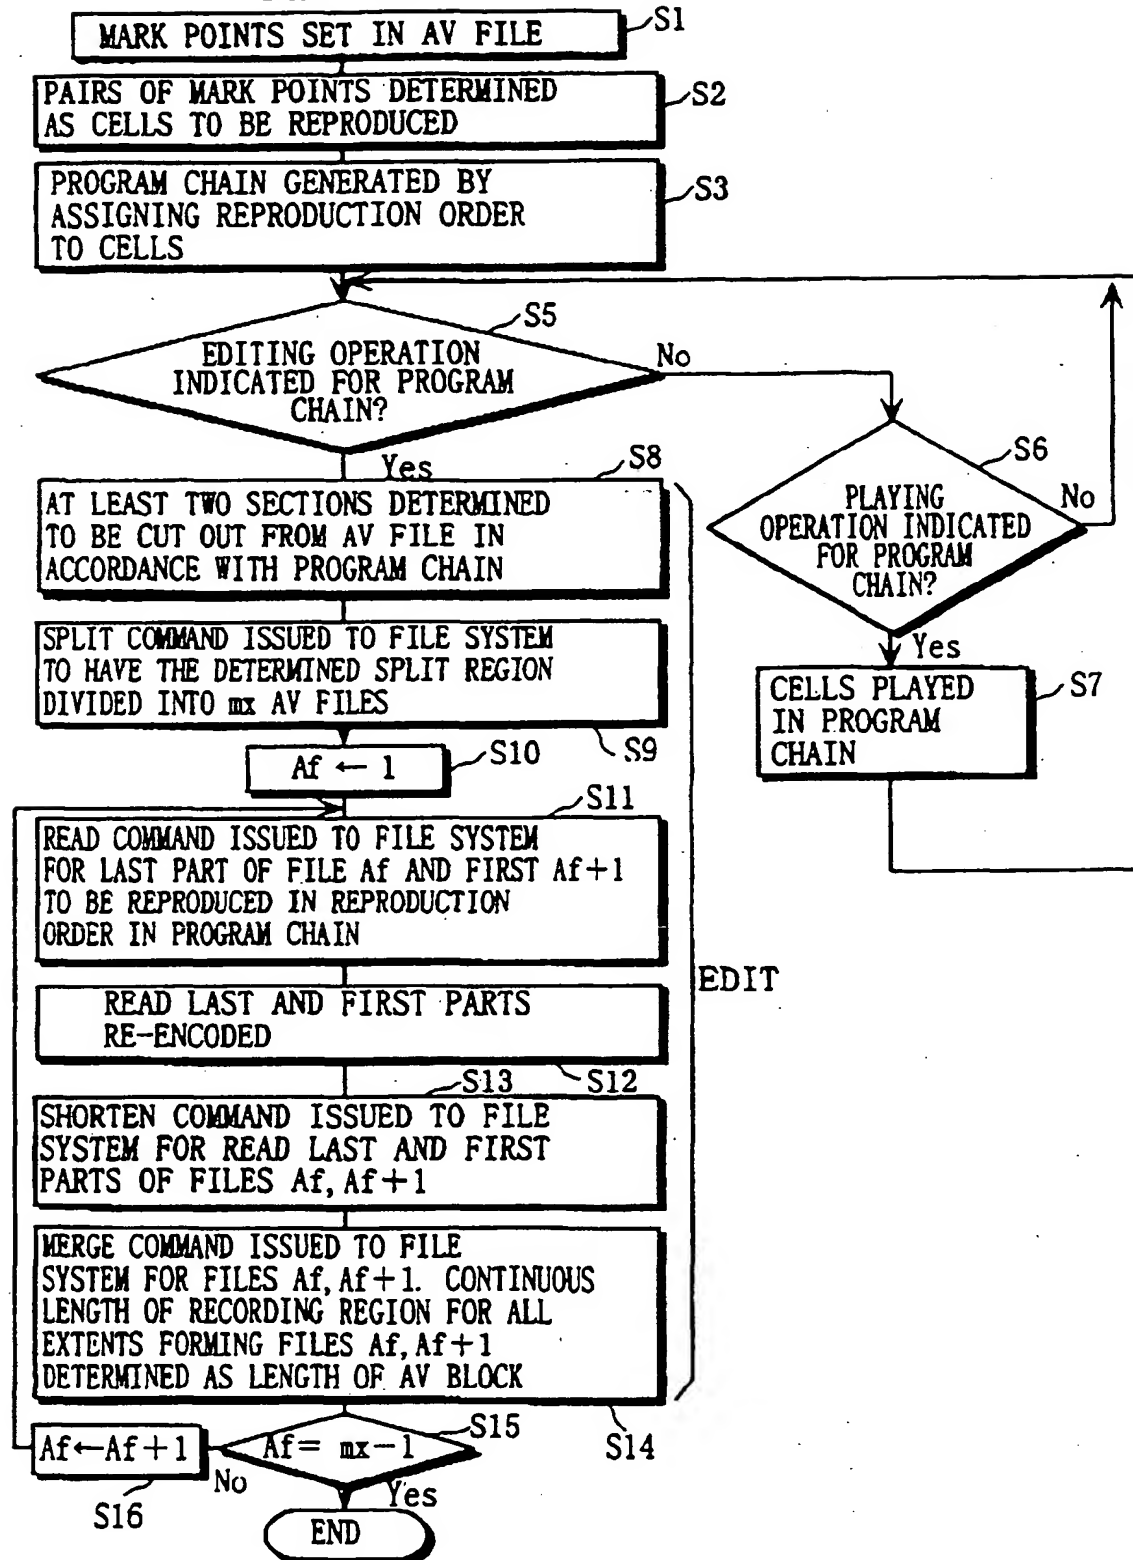 MARK POINTS SET IN AV FILE
S1
PAIRS OF MARK POINTS DETERMINED
AS CELLS TO BE REPRODUCED
S2
PROGRAM CHAIN GENERATED BY
ASSIGNING REPRODUCTION ORDER
TO CELLS
S3
S5
EDITING OPERATION
INDICATED FOR PROGRAM
CHAIN?
No
Yes
S6
PLAYING
OPERATION INDICATED
FOR PROGRAM
CHAIN?
No
Yes
CELLS PLAYED
IN PROGRAM
CHAIN
S7
S8
AT LEAST TWO SECTIONS DETERMINED
TO BE CUT OUT FROM AV FILE IN
ACCORDANCE WITH PROGRAM CHAIN
SPLIT COMMAND ISSUED TO FILE SYSTEM
TO HAVE THE DETERMINED SPLIT REGION
DIVIDED INTO mx AV FILES
S9
Af ← 1
S10
S11
READ COMMAND ISSUED TO FILE SYSTEM
FOR LAST PART OF FILE Af AND FIRST Af+1
TO BE REPRODUCED IN REPRODUCTION
ORDER IN PROGRAM CHAIN
EDIT
READ LAST AND FIRST PARTS
RE-ENCODED
S12
S13
SHORTEN COMMAND ISSUED TO FILE
SYSTEM FOR READ LAST AND FIRST
PARTS OF FILES Af, Af+1
MERGE COMMAND ISSUED TO FILE
SYSTEM FOR FILES Af, Af+1. CONTINUOUS
LENGTH OF RECORDING REGION FOR ALL
EXTENTS FORMING FILES Af, Af+1
DETERMINED AS LENGTH OF AV BLOCK
S14
S15
Af= mx-1
Af←Af+1
No
S16
Yes
END